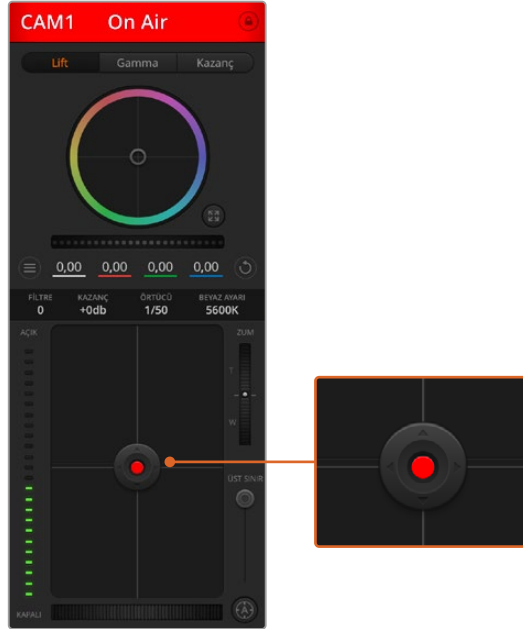 CAM1 On Air
Lift Gamma Kazanç
0,00 0,00 0,00 0,00
FİLTRE KAZANÇ ÖRTÜCÜ BEYAZ AYARI
0 +0db 1/50 5600K
AÇIK ZUM
T
W
ÜST SINIR
KAPALI A